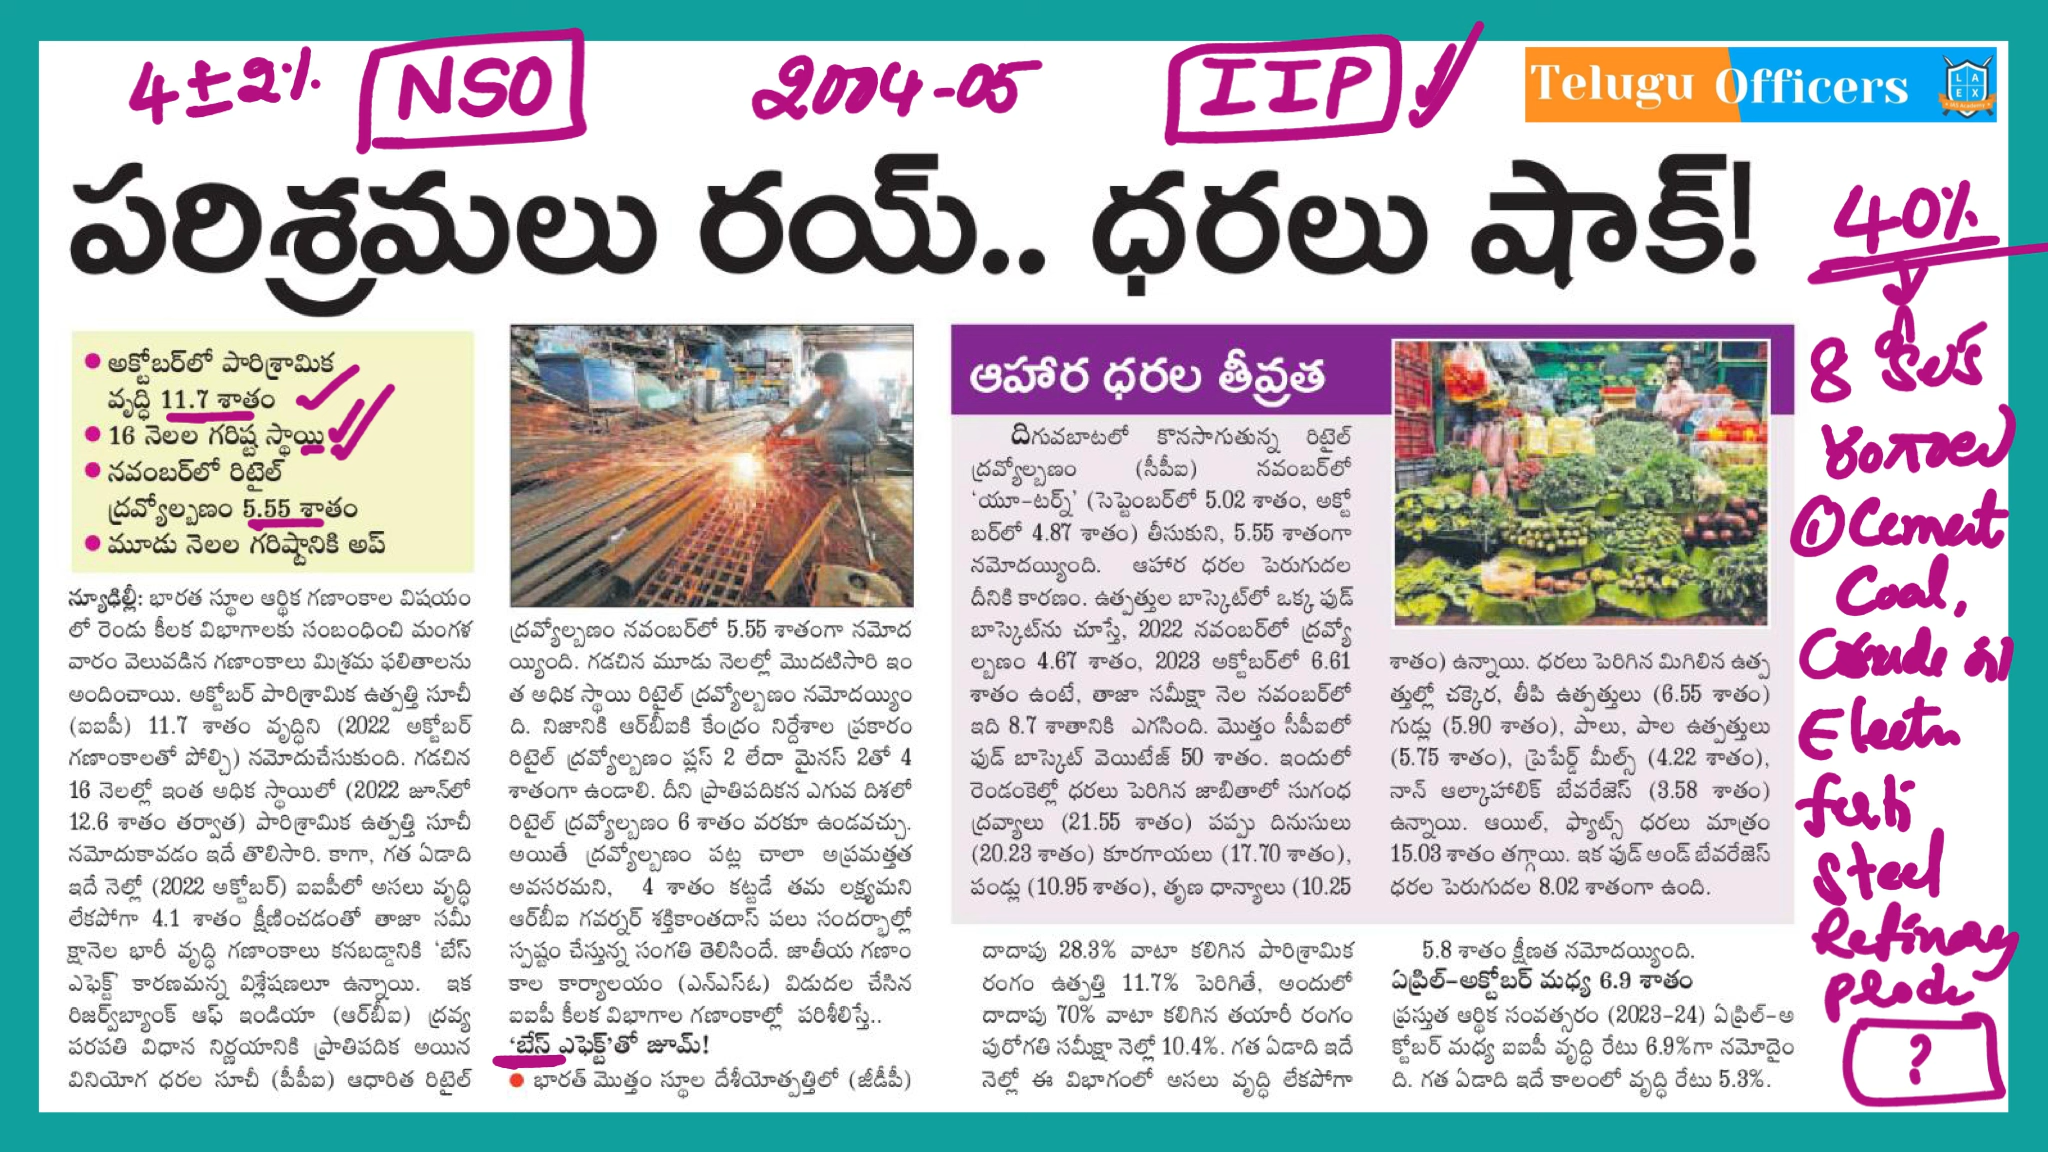 4±2% NSO 2004-05 IIP
Telugu Officers
పరిశ్రమలు రయ్.. ధరలు షాక్!
● అక్టోబర్‌లో పారిశ్రామిక
వృద్ధి 11.7 శాతం
● 16 నెలల గరిష్ట స్థాయి
● నవంబర్‌లో రిటైల్
ద్రవ్యోల్బణం 5.55 శాతం
● మూడు నెలల గరిష్టానికి అప్
న్యూఢిల్లీ: భారత స్థూల ఆర్థిక గణాంకాల విషయం
లో రెండు కీలక విభాగాలకు సంబంధించి మంగళ
వారం వెలువడిన గణాంకాలు మిశ్రమ ఫలితాలను
అందించాయి. అక్టోబర్ పారిశ్రామిక ఉత్పత్తి సూచీ
(ఐఐపీ) 11.7 శాతం వృద్ధిని (2022 అక్టోబర్
గణాంకాలతో పోల్చి) నమోదుచేసుకుంది. గడచిన
16 నెలల్లో ఇంత అధిక స్థాయిలో (2022 జూన్‌లో
12.6 శాతం తర్వాత) పారిశ్రామిక ఉత్పత్తి సూచీ
నమోదుకావడం ఇదే తొలిసారి. కాగా, గత ఏడాది
ఇదే నెల్లో (2022 అక్టోబర్) ఐఐపీలో అసలు వృద్ధి
లేకపోగా 4.1 శాతం క్షీణించడంతో తాజా సమీ
క్షానెల భారీ వృద్ధి గణాంకాలు కనబడ్డానికి ‘బేస్
ఎఫెక్ట్’ కారణమన్న విశ్లేషణలూ ఉన్నాయి. ఇక
రిజర్వ్‌బ్యాంక్ ఆఫ్ ఇండియా (ఆర్‌బీఐ) ద్రవ్య
పరపతి విధాన నిర్ణయానికి ప్రాతిపదిక అయిన
వినియోగ ధరల సూచీ (పీపీఐ) ఆధారిత రిటైల్
ద్రవ్యోల్బణం నవంబర్‌లో 5.55 శాతంగా నమోద
య్యింది. గడచిన మూడు నెలల్లో మొదటిసారి ఇం
త అధిక స్థాయి రిటైల్ ద్రవ్యోల్బణం నమోదయ్యిం
ది. నిజానికి ఆర్‌బీఐకి కేంద్రం నిర్దేశాల ప్రకారం
రిటైల్ ద్రవ్యోల్బణం ప్లస్ 2 లేదా మైనస్ 2తో 4
శాతంగా ఉండాలి. దీని ప్రాతిపదికన ఎగువ దిశలో
రిటైల్ ద్రవ్యోల్బణం 6 శాతం వరకూ ఉండవచ్చు.
అయితే ద్రవ్యోల్బణం పట్ల చాలా అప్రమత్తత
అవసరమని, 4 శాతం కట్టడే తమ లక్ష్యమని
ఆర్‌బీఐ గవర్నర్ శక్తికాంతదాస్ పలు సందర్భాల్లో
స్పష్టం చేస్తున్న సంగతి తెలిసిందే. జాతీయ గణాం
కాల కార్యాలయం (ఎన్ఎస్ఓ) విడుదల చేసిన
ఐఐపీ కీలక విభాగాల గణాంకాల్లో పరిశీలిస్తే..
‘బేస్ ఎఫెక్ట్’తో జూమ్!
● భారత్ మొత్తం స్థూల దేశీయోత్పత్తిలో (జీడీపీ)
ఆహార ధరల తీవ్రత
దిగువబాటలో కొనసాగుతున్న రిటైల్
ద్రవ్యోల్బణం (సీపీఐ) నవంబర్‌లో
‘యూ–టర్న్’ (సెప్టెంబర్‌లో 5.02 శాతం, అక్టో
బర్‌లో 4.87 శాతం) తీసుకుని, 5.55 శాతంగా
నమోదయ్యింది. ఆహార ధరల పెరుగుదల
దీనికి కారణం. ఉత్పత్తుల బాస్కెట్‌లో ఒక్క ఫుడ్
బాస్కెట్‌ను చూస్తే, 2022 నవంబర్‌లో ద్రవ్యో
ల్బణం 4.67 శాతం, 2023 అక్టోబర్‌లో 6.61
శాతం ఉంటే, తాజా సమీక్షా నెల నవంబర్‌లో
ఇది 8.7 శాతానికి ఎగసింది. మొత్తం సీపీఐలో
ఫుడ్ బాస్కెట్ వెయిటేజ్ 50 శాతం. ఇందులో
రెండంకెల్లో ధరలు పెరిగిన జాబితాలో సుగంధ
ద్రవ్యాలు (21.55 శాతం) పప్పు దినుసులు
(20.23 శాతం) కూరగాయలు (17.70 శాతం),
పండ్లు (10.95 శాతం), తృణ ధాన్యాలు (10.25
శాతం) ఉన్నాయి. ధరలు పెరిగిన మిగిలిన ఉత్ప
త్తుల్లో చక్కెర, తీపి ఉత్పత్తులు (6.55 శాతం)
గుడ్లు (5.90 శాతం), పాలు, పాల ఉత్పత్తులు
(5.75 శాతం), ప్రెపేర్డ్ మీల్స్ (4.22 శాతం),
నాన్ ఆల్కాహాలిక్ బేవరేజెస్ (3.58 శాతం)
ఉన్నాయి. ఆయిల్, ఫ్యాట్స్ ధరలు మాత్రం
15.03 శాతం తగ్గాయి. ఇక ఫుడ్ అండ్ బేవరేజెస్
ధరల పెరుగుదల 8.02 శాతంగా ఉంది.
దాదాపు 28.3% వాటా కలిగిన పారిశ్రామిక
రంగం ఉత్పత్తి 11.7% పెరిగితే, అందులో
దాదాపు 70% వాటా కలిగిన తయారీ రంగం
పురోగతి సమీక్షా నెల్లో 10.4%. గత ఏడాది ఇదే
నెల్లో ఈ విభాగంలో అసలు వృద్ధి లేకపోగా
5.8 శాతం క్షీణత నమోదయ్యింది.
ఏప్రిల్–అక్టోబర్ మధ్య 6.9 శాతం
ప్రస్తుత ఆర్థిక సంవత్సరం (2023–24) ఏప్రిల్–అ
క్టోబర్ మధ్య ఐఐపీ వృద్ధి రేటు 6.9%గా నమోదైం
ది. గత ఏడాది ఇదే కాలంలో వృద్ధి రేటు 5.3%.
40%
8 కీలక
రంగాలు
① Cement
Coal,
Crude
Electri
ferti
Steel
Refinary
produ
?